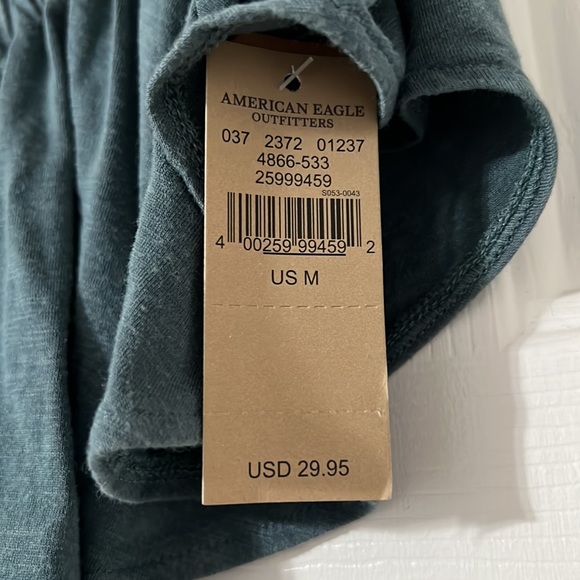 AMERICAN EAGLE
OUTFITTERS
037 2372 01237
4866-533
25999459
S053-0043
4 00259 99459 2
US M
USD 29.95